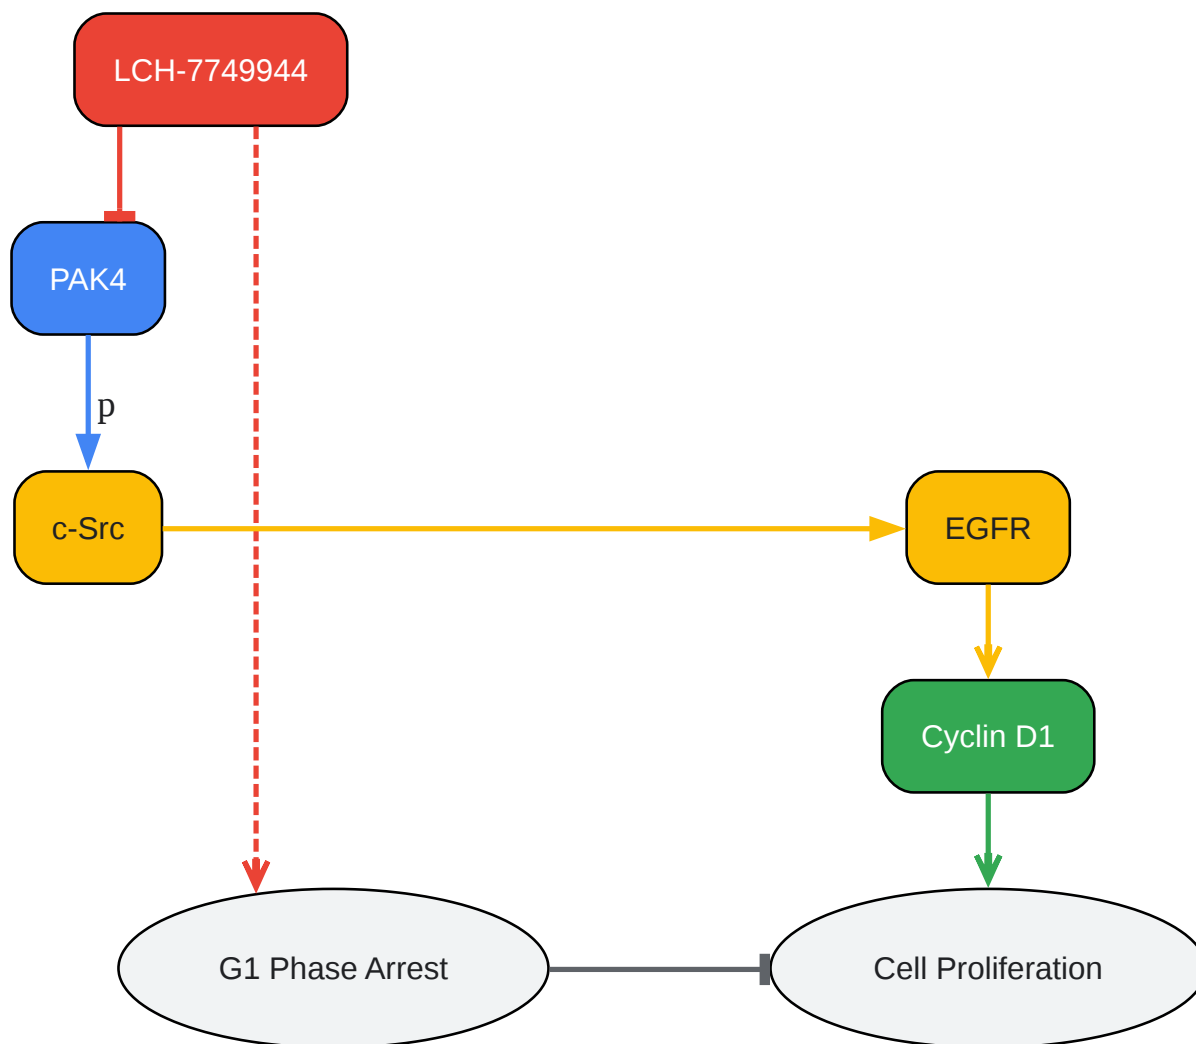 LCH-7749944
PAK4
p
c-Src
EGFR
Cyclin D1
G1 Phase Arrest
Cell Proliferation